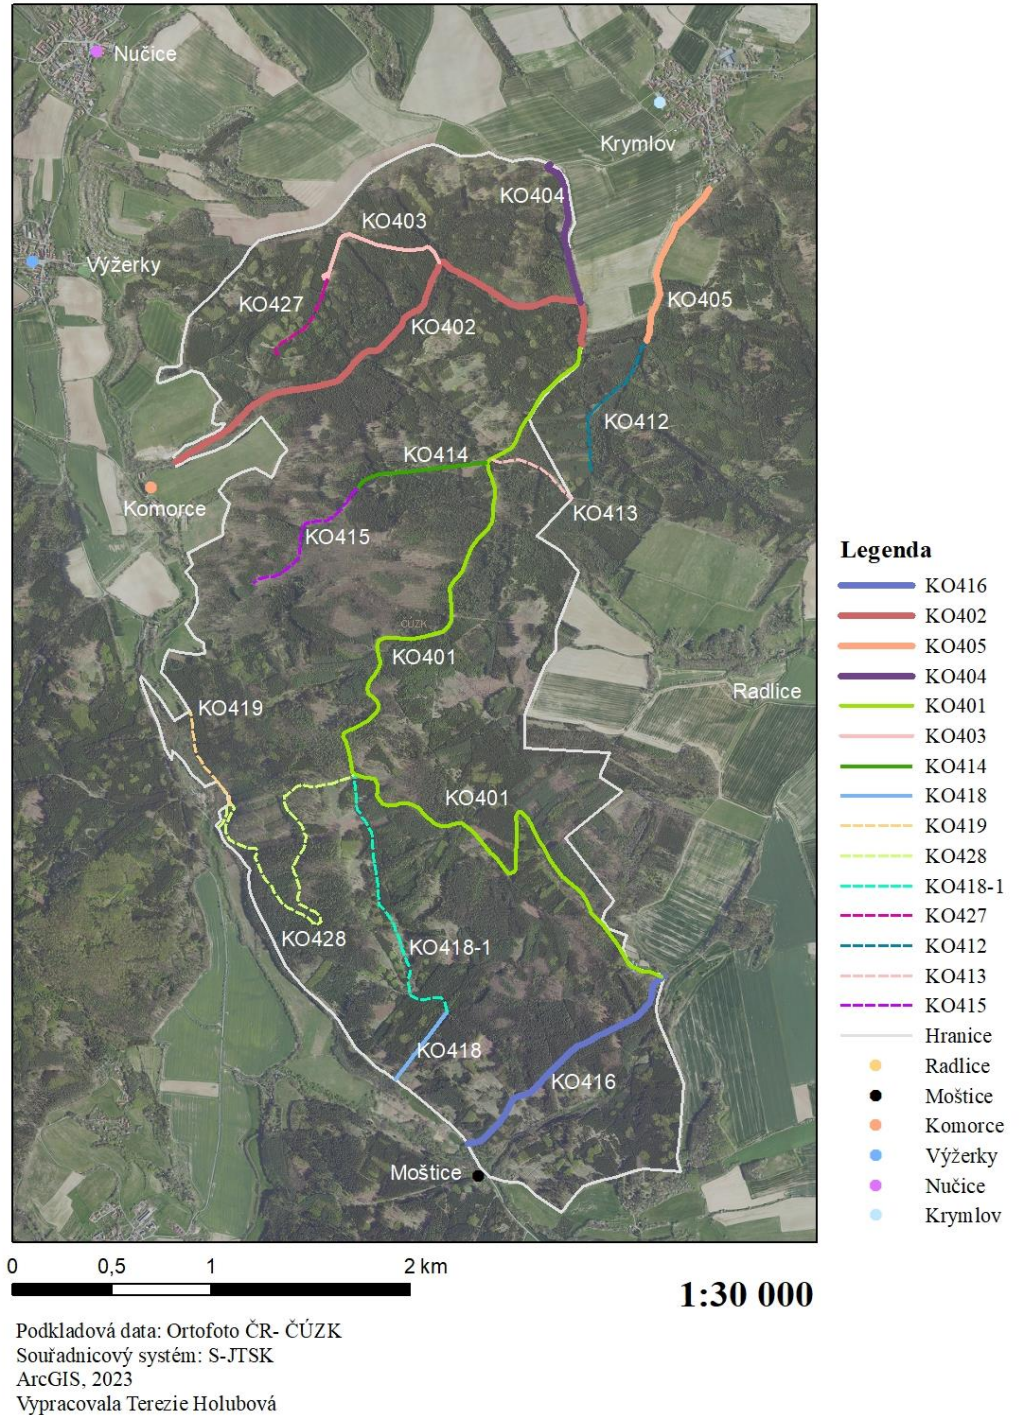 Nučice
Krymlov
KO404
KO403
KO405
Výžerky
KO427
KO402
KO412
KO414
Komorce
KO413
KO415
ČÚZK
KO401
Radlice
KO419
KO401
KO428
KO418-1
KO418
KO416
Moštice
Legenda
KO416
KO402
KO405
KO404
KO401
KO403
KO414
KO418
KO419
KO428
KO418-1
KO427
KO412
KO413
KO415
Hranice
Radlice
Moštice
Komorce
Výžerky
Nučice
Krymlov
0 0,5 1 2 km
1:30 000
Podkladová data: Ortofoto ČR- ČÚZK
Souřadnicový systém: S-JTSK
ArcGIS, 2023
Vypracovala Terezie Holubová